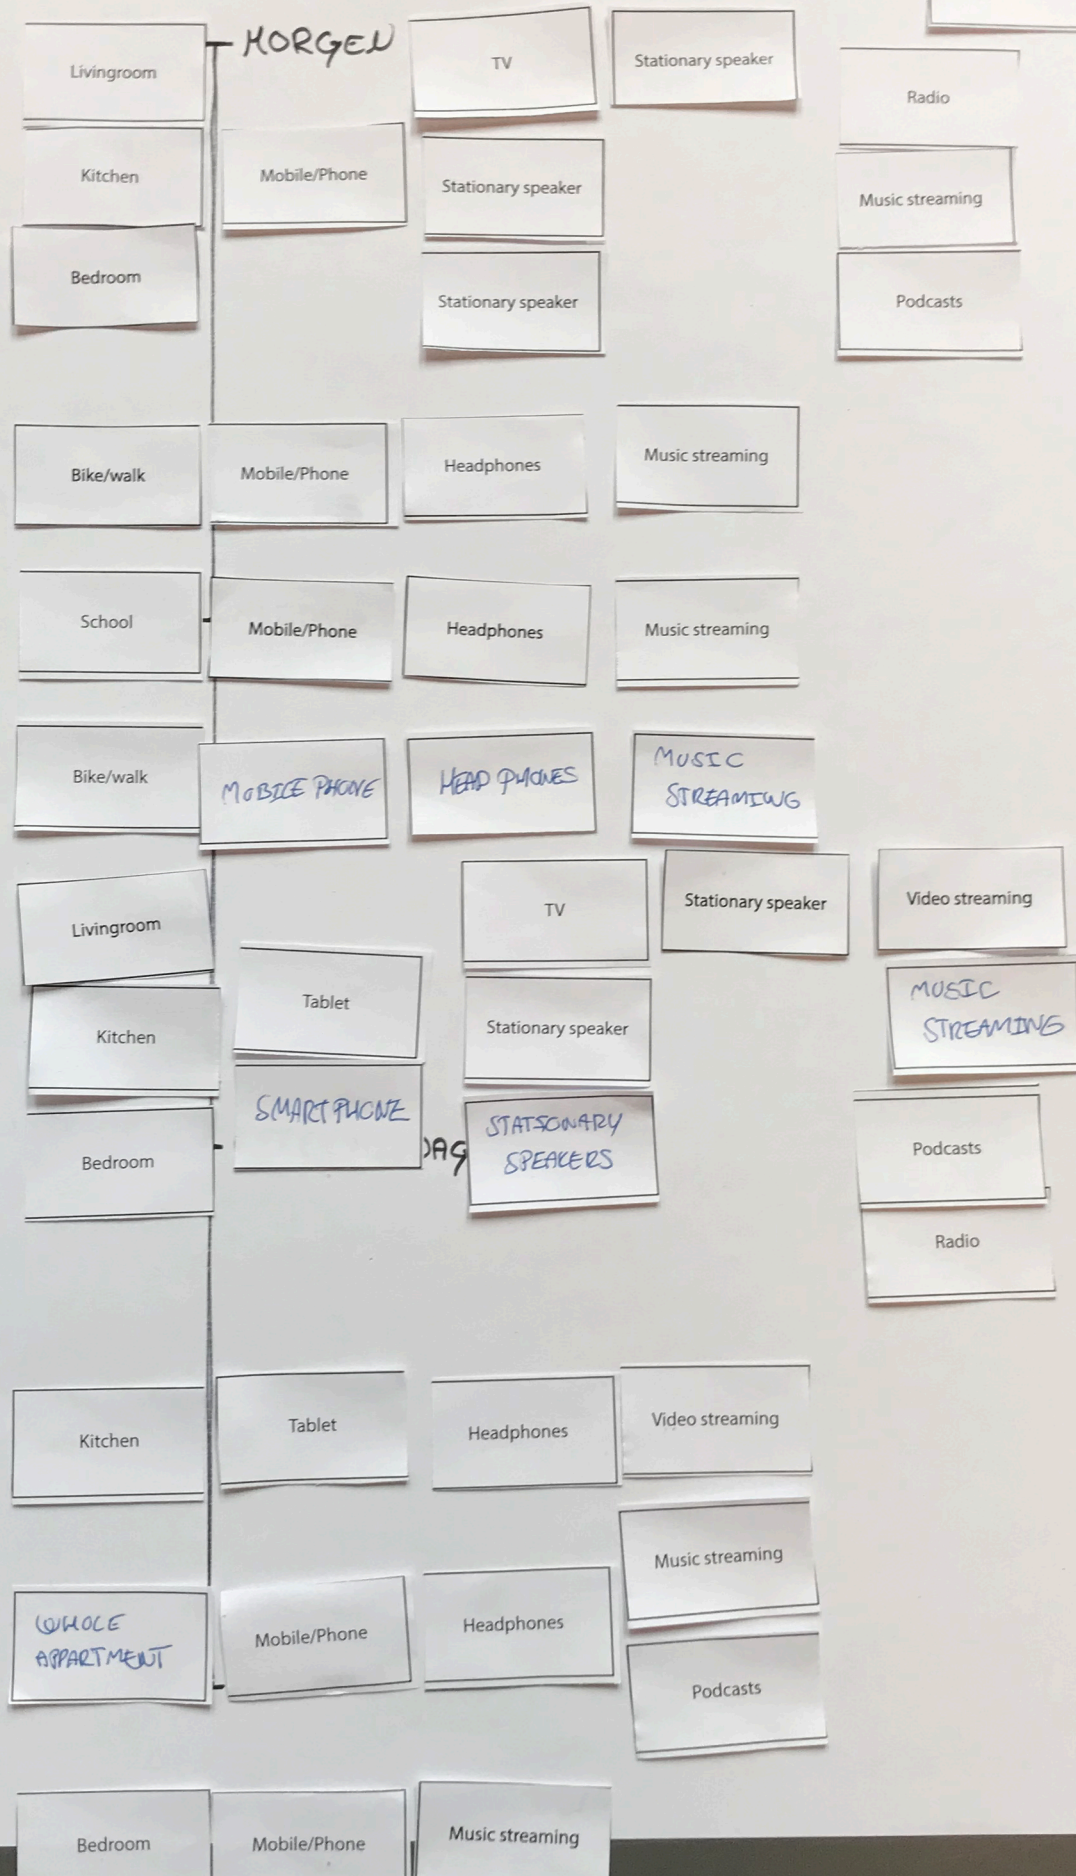 MORGEN
Livingroom
TV
Stationary speaker
Radio
Kitchen
Mobile/Phone
Stationary speaker
Music streaming
Bedroom
Stationary speaker
Podcasts
Bike/walk
Mobile/Phone
Headphones
Music streaming
School
Mobile/Phone
Headphones
Music streaming
Bike/walk
MOBILE PHONE
HEAD PHONES
MUSIC
STREAMING
Livingroom
TV
Stationary speaker
Video streaming
Kitchen
Tablet
Stationary speaker
MUSIC
STREAMING
Bedroom
SMARTPHONE
DAG
STATIONARY
SPEAKERS
Podcasts
Radio
Kitchen
Tablet
Headphones
Video streaming
Music streaming
WHOLE
APPARTMENT
Mobile/Phone
Headphones
Podcasts
Bedroom
Mobile/Phone
Music streaming